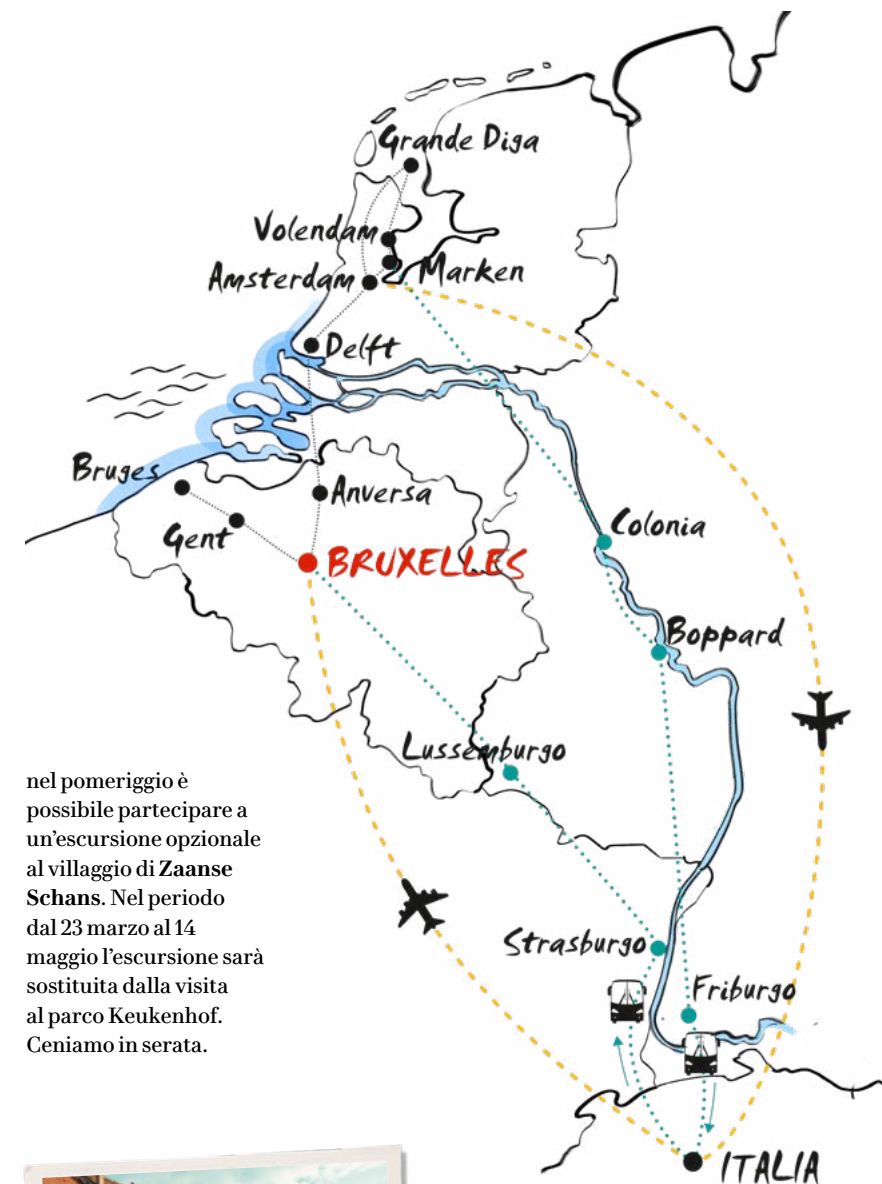 Grande Diga
Volendam
Marken
Amsterdam
Delft
Bruges
Anversa
Gent
Colonia
BRUXELLES
Boppard
Lussemburgo
nel pomeriggio è
possibile partecipare a
un’escursione opzionale
al villaggio di Zaanse
Schans. Nel periodo
dal 23 marzo al 14
maggio l’escursione sarà
sostituita dalla visita
al parco Keukenhof.
Ceniamo in serata.
Strasburgo
Friburgo
ITALIA